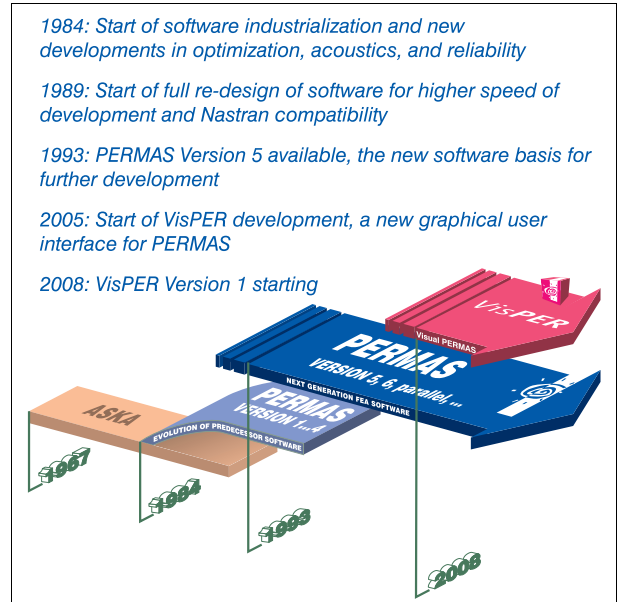 1984: Start of software industrialization and new
developments in optimization, acoustics, and reliability
1989: Start of full re-design of software for higher speed of
development and Nastran compatibility
1993: PERMAS Version 5 available, the new software basis for
further development
2005: Start of VisPER development, a new graphical user
interface for PERMAS
2008: VisPER Version 1 starting
VisPER
Visual PERMAS
PERMAS
VERSION 5, 6, parallel, ...
NEXT GENERATION FEA SOFTWARE
PERMAS
VERSION 1...4
EVOLUTION OF PREDECESSOR SOFTWARE
ASKA
1967
1984
1993
2008